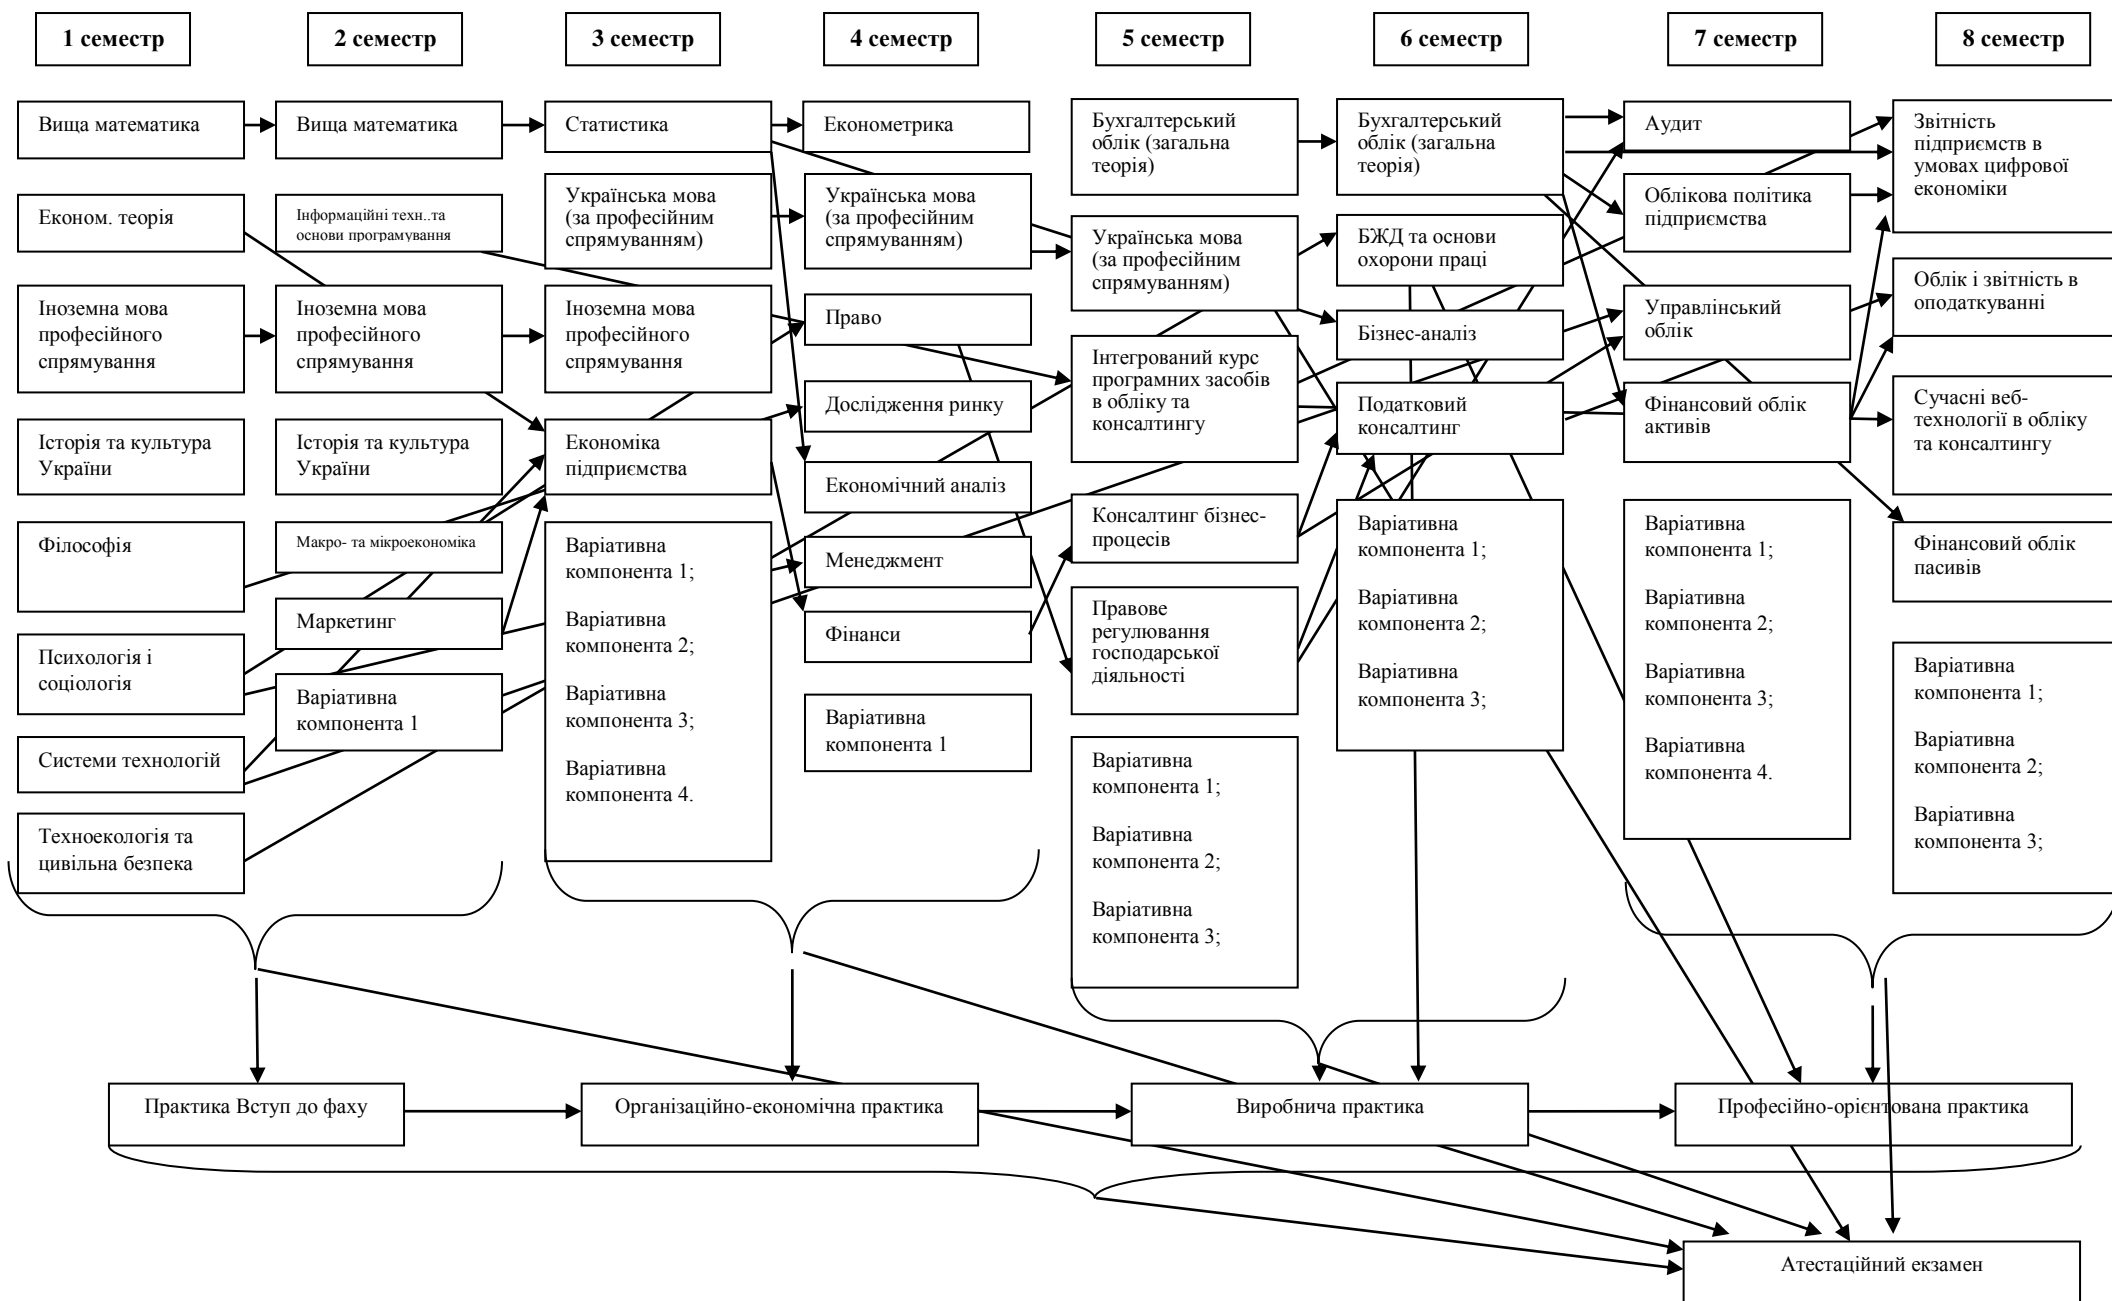 1 семестр
2 семестр
3 семестр
4 семестр
5 семестр
6 семестр
7 семестр
8 семестр
Вища математика
Економ. теорія
Іноземна мова
професійного
спрямування
Історія та культура
України
Філософія
Психологія і
соціологія
Системи технологій
Техноекологія та
цивільна безпека
Вища математика
Інформаційні техн..та
основи програмування
Іноземна мова
професійного
спрямування
Історія та культура
України
Макро- та мікроекономіка
Маркетинг
Варіативна
компонента 1
Статистика
Українська мова
(за професійним
спрямуванням)
Іноземна мова
професійного
спрямування
Економіка
підприємства
Варіативна
компонента 1;
Варіативна
компонента 2;
Варіативна
компонента 3;
Варіативна
компонента 4.
Економетрика
Українська мова
(за професійним
спрямуванням)
Право
Дослідження ринку
Економічний аналіз
Менеджмент
Фінанси
Варіативна
компонента 1
Бухгалтерський
облік (загальна
теорія)
Українська мова
(за професійним
спрямуванням)
Інтегрований курс
програмних засобів
в обліку та
консалтингу
Консалтинг бізнес-
процесів
Правове
регулювання
господарської
діяльності
Варіативна
компонента 1;
Варіативна
компонента 2;
Варіативна
компонента 3;
Бухгалтерський
облік (загальна
теорія)
БЖД та основи
охорони праці
Бізнес-аналіз
Податковий
консалтинг
Варіативна
компонента 1;
Варіативна
компонента 2;
Варіативна
компонента 3;
Аудит
Облікова політика
підприємства
Управлінський
облік
Фінансовий облік
активів
Варіативна
компонента 1;
Варіативна
компонента 2;
Варіативна
компонента 3;
Варіативна
компонента 4.
Звітність
підприємств в
умовах цифрової
економіки
Облік і звітність в
оподаткуванні
Сучасні веб-
технології в обліку
та консалтингу
Фінансовий облік
пасивів
Варіативна
компонента 1;
Варіативна
компонента 2;
Варіативна
компонента 3;
Практика Вступ до фаху
Організаційно-економічна практика
Виробнича практика
Професійно-орієнтована практика
Атестаційний екзамен